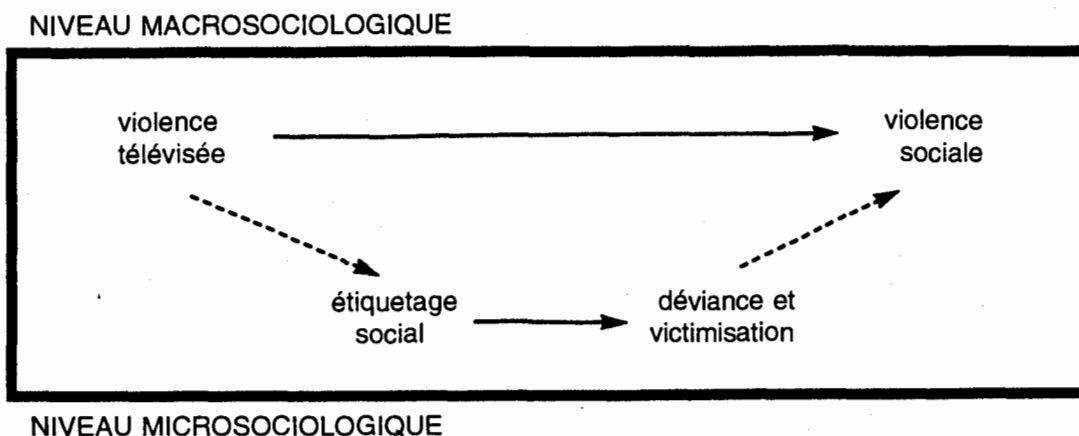 NIVEAU MACROSOCIOLOGIQUE
violence
télévisée
violence
sociale
étiquetage
social
déviance et
victimisation
NIVEAU MICROSOCIOLOGIQUE